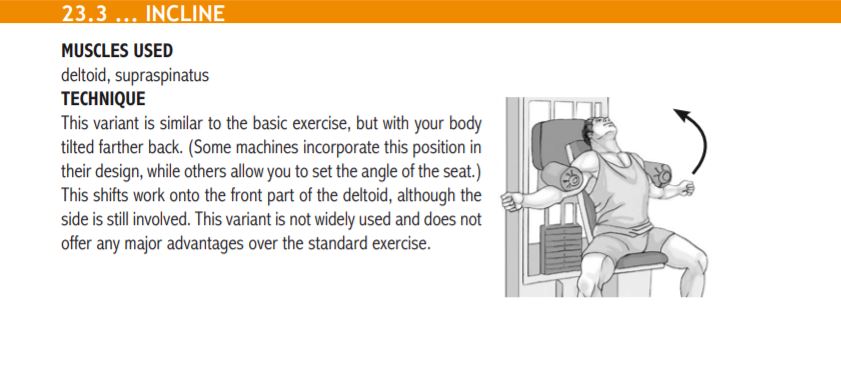 23.3 ... INCLINE
MUSCLES USED
deltoid, supraspinatus
TECHNIQUE
This variant is similar to the basic exercise, but with your body
tilted farther back. (Some machines incorporate this position in
their design, while others allow you to set the angle of the seat.)
This shifts work onto the front part of the deltoid, although the
side is still involved. This variant is not widely used and does not
offer any major advantages over the standard exercise.